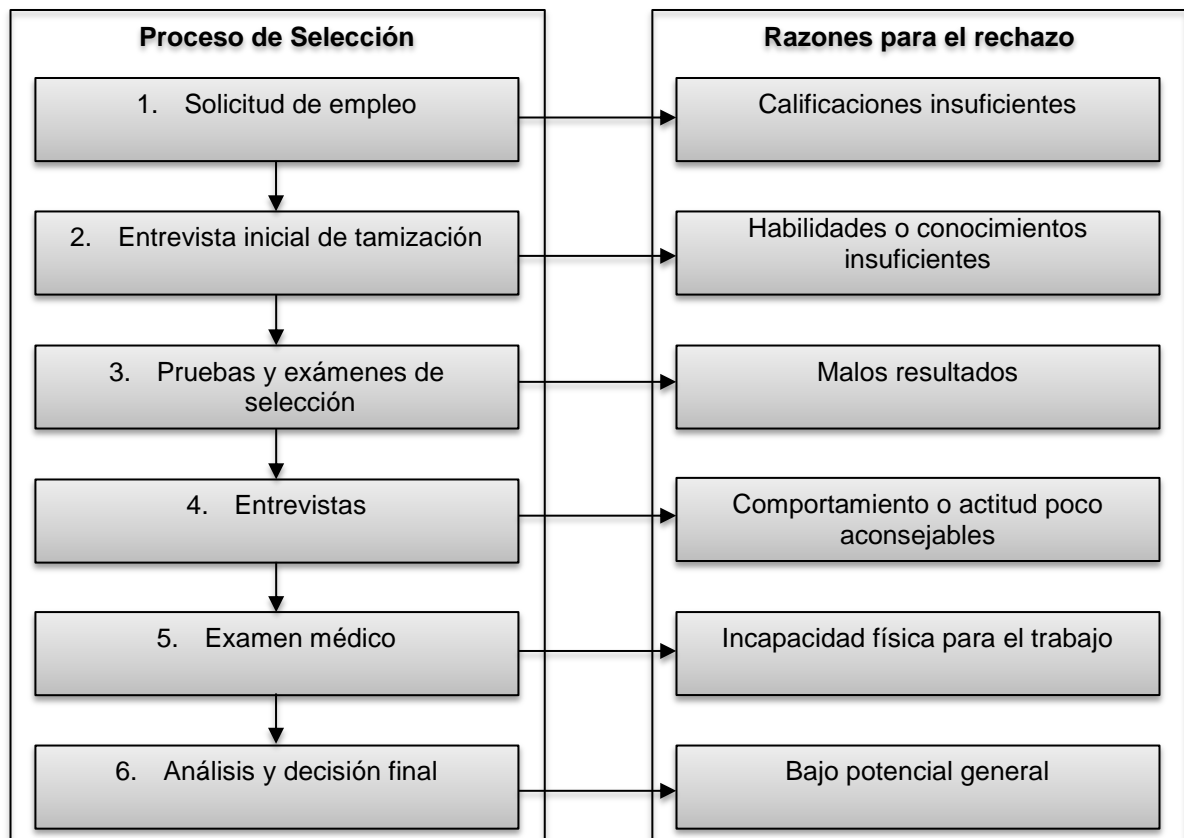 Proceso de Selección
Razones para el rechazo
1. Solicitud de empleo
Calificaciones insuficientes
2. Entrevista inicial de tamización
Habilidades o conocimientos
insuficientes
3. Pruebas y exámenes de
selección
Malos resultados
4. Entrevistas
Comportamiento o actitud poco
aconsejables
5. Examen médico
Incapacidad física para el trabajo
6. Análisis y decisión final
Bajo potencial general